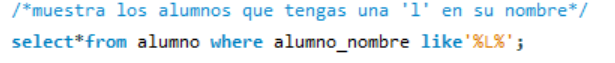 /*muestra los alumnos que tengas una 'l' en su nombre*/
select*from alumno where alumno_nombre like'%L%';